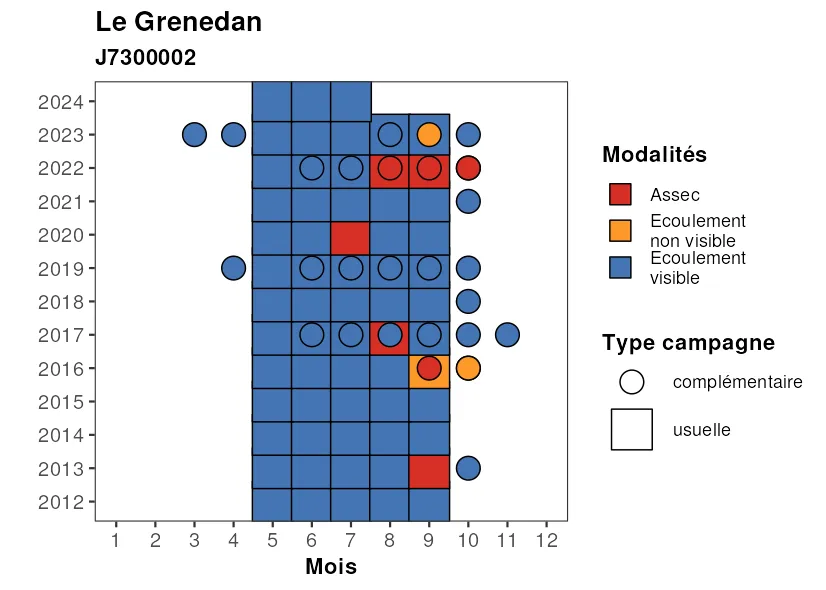 Le Grenedan
J7300002
2024
2023
2022
2021
2020
2019
2018
2017
2016
2015
2014
2013
2012
1 2 3 4 5 6 7 8 9 10 11 12
Mois
Modalités
Assec
Ecoulement
non visible
Ecoulement
visible
Type campagne
complémentaire
usuelle